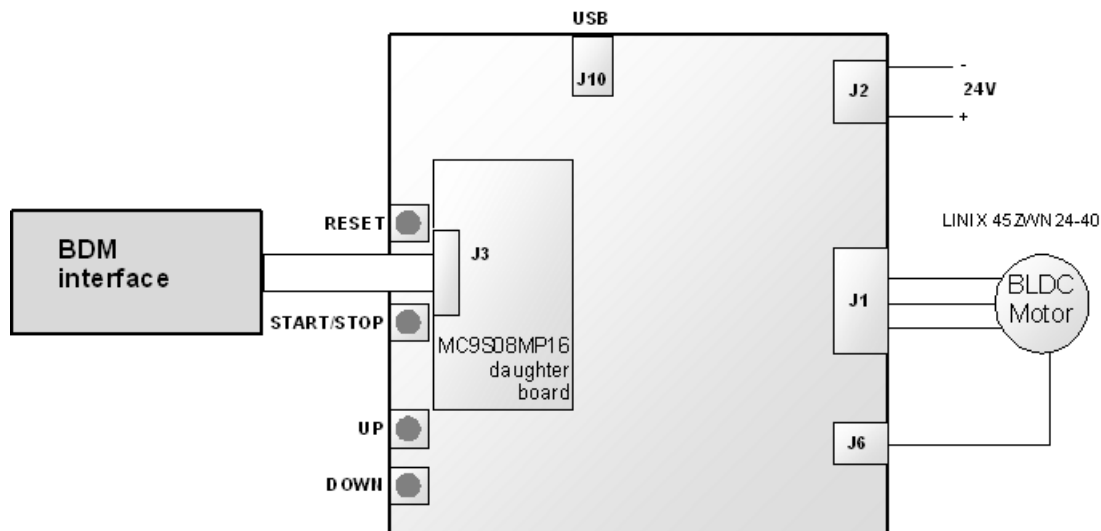 USB
J10
J2
-
24V
+
RESET
J3
BDM
interface
LINIX 45ZWN24-40
BLDC
Motor
J1
START/STOP
MC9S08MP16
daughter
board
UP
J6
DOWN